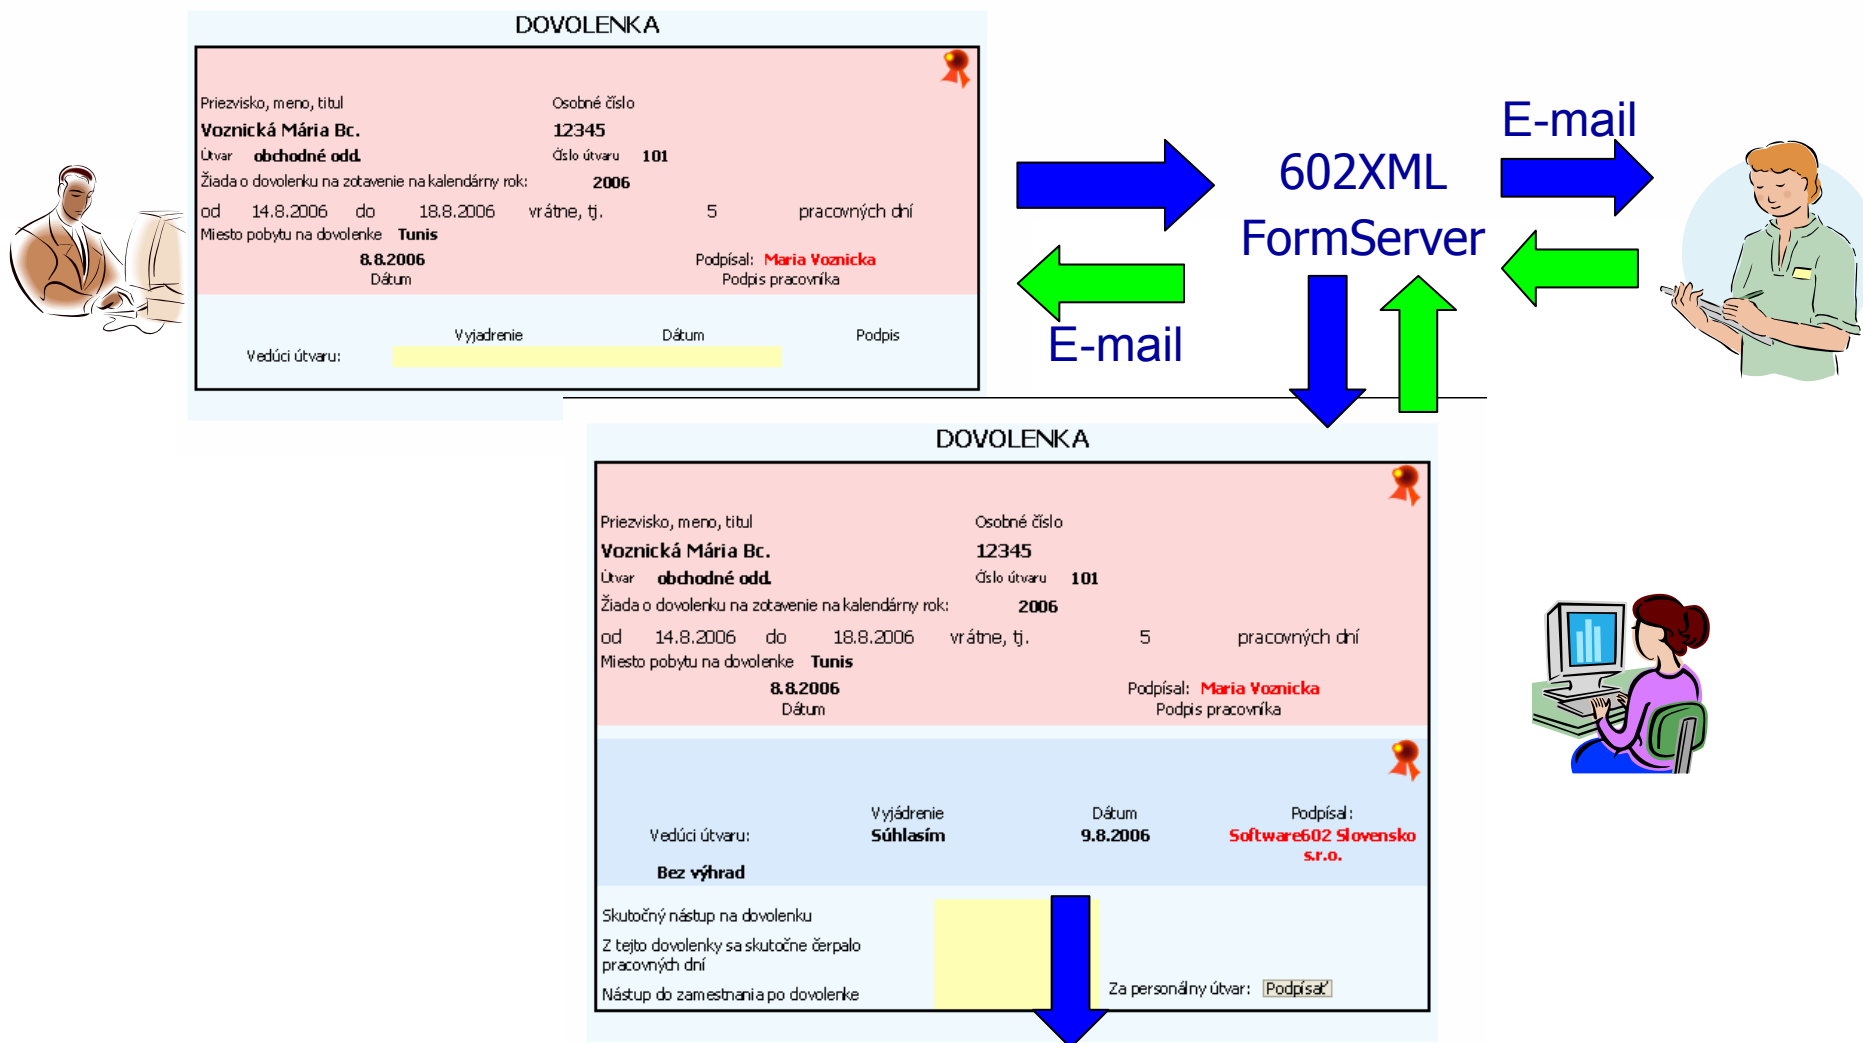 DOVOLENKA
Priezvisko, meno, titul Osobné číslo
Voznická Mária Bc. 12345
Útvar obchodné odd. Číslo útvaru 101
Žiada o dovolenku na zotavenie na kalendárny rok: 2006
od 14.8.2006 do 18.8.2006 vrátne, tj. 5 pracovných dní
Miesto pobytu na dovolenke Tunis
8.8.2006 Podpísal: Maria Voznicka
Dátum Podpis pracovníka
Vyjadrenie Dátum Podpis
Vedúci útvaru:
E-mail
602XML
FormServer
E-mail
DOVOLENKA
Priezvisko, meno, titul Osobné číslo
Voznická Mária Bc. 12345
Útvar obchodné odd. Číslo útvaru 101
Žiada o dovolenku na zotavenie na kalendárny rok: 2006
od 14.8.2006 do 18.8.2006 vrátne, tj. 5 pracovných dní
Miesto pobytu na dovolenke Tunis
8.8.2006 Podpísal: Maria Voznicka
Dátum Podpis pracovníka
Vyjádrenie Dátum Podpísal:
Vedúci útvaru: Súhlasím 9.8.2006 Software602 Slovensko
s.r.o.
Bez výhrad
Skutočný nástup na dovolenku
Z tejto dovolenky sa skutočne čerpalo
pracovných dní
Nástup do zamestnania po dovolenke Za personálny útvar: Podpísať